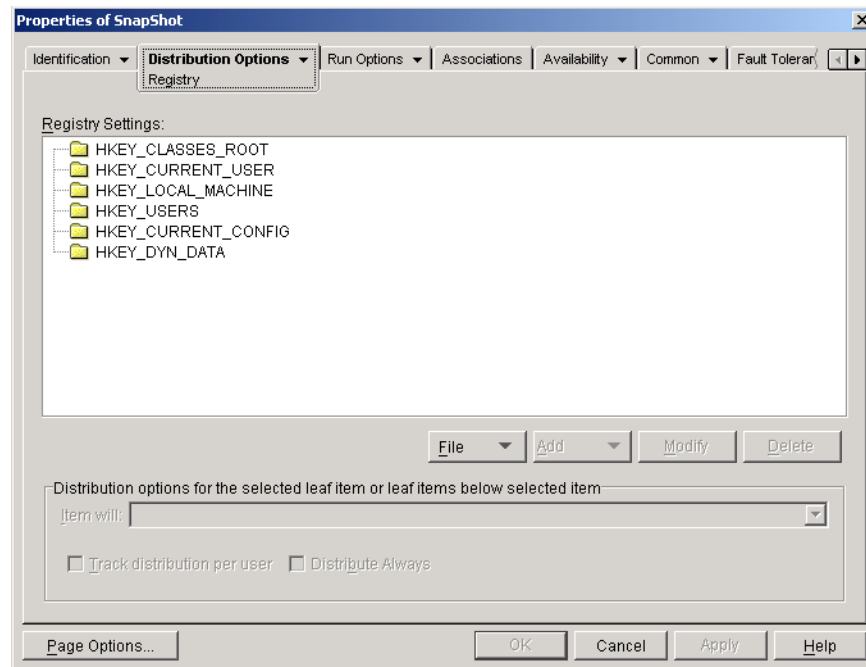 Properties of SnapShot
Identification Distribution Options Run Options Associations Availability Common Fault
Registry
Registry Settings:
HKEY_CLASSES_ROOT
HKEY_CURRENT_USER
HKEY_LOCAL_MACHINE
HKEY_USERS
HKEY_CURRENT_CONFIG
HKEY_DYN_DATA
File Add Modify Delete
Distribution options for the selected leaf item or leaf items below selected item
Item will:
Track distribution per user Distribute Always
Page Options... OK Cancel Apply Help